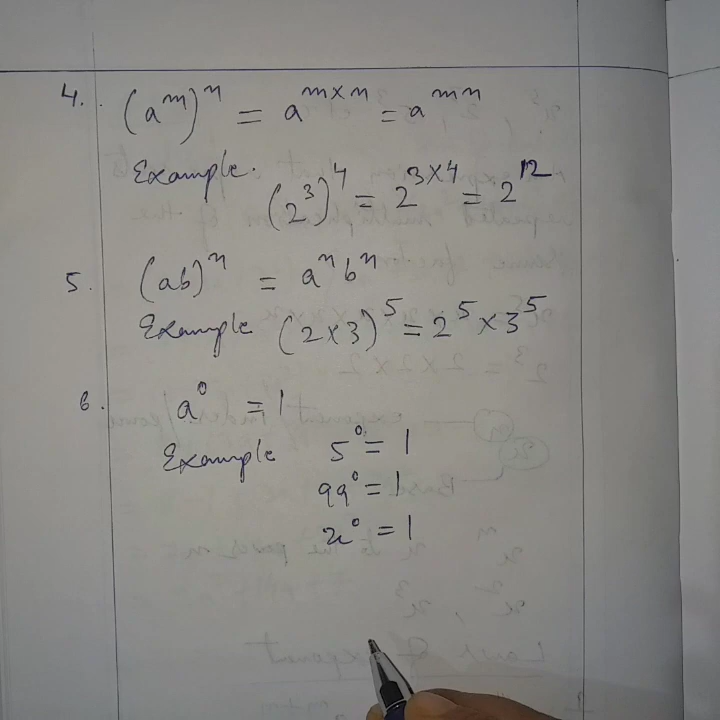 4. (a^m)^n = a^{m×n} = a^{mn}
Example. (2^3)^4 = 2^{3×4} = 2^{12}
5. (ab)^n = a^n b^n
Example (2×3)^5 = 2^5 × 3^5
6. a^0 = 1
Example 5^0 = 1
99^0 = 1
x^0 = 1